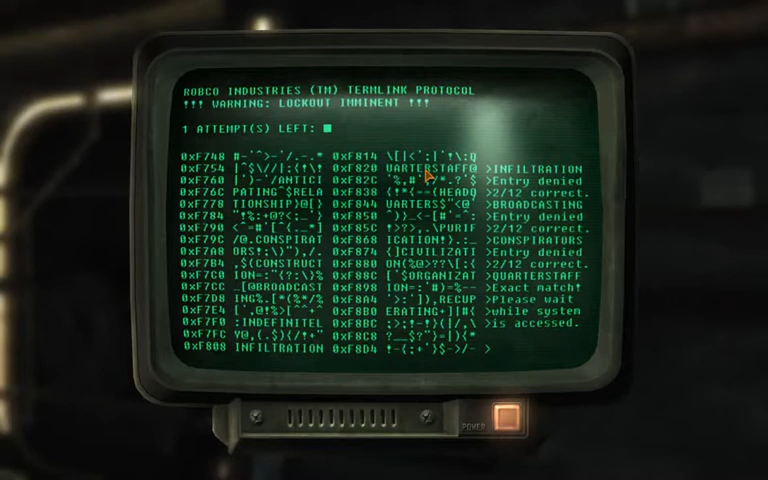 ROBCO INDUSTRIES (TM) TERMLINK PROTOCOL
!!! WARNING: LOCKOUT IMMINENT !!!
1 ATTEMPT(S) LEFT:
0xF748 0xF814
0xF754 0xF820 UARTERSTAFF@ >INFILTRATION
0xF760 ANTICI 0xF82C >Entry denied
0xF76C PATING^$RELA 0xF838 (HEADQ >2/12 correct.
0xF778 TIONSHIP 0xF844 UARTERS$"<@ >BROADCASTING
0xF784 0xF850 >Entry denied
0xF790 0xF85C PURIF >2/12 correct.
0xF79C CONSPIRAT 0xF868 ICATION >CONSPIRATORS
0xF7A8 ORS 0xF874 CIVILIZATI >Entry denied
0xF7B4 CONSTRUCT 0xF880 ON >2/12 correct.
0xF7C0 ION 0xF88C ORGANIZAT >QUARTERSTAFF
0xF7CC BROADCAST 0xF898 ION >Exact match!
0xF7D8 ING 0xF8A4 RECUP >Please wait
0xF7E4 0xF8B0 ERATING >while system
0xF7F0 :INDEFINITEL 0xF8BC >is accessed.
0xF7FC 0xF8C8
0xF808 INFILTRATION 0xF8D4 >
POWER